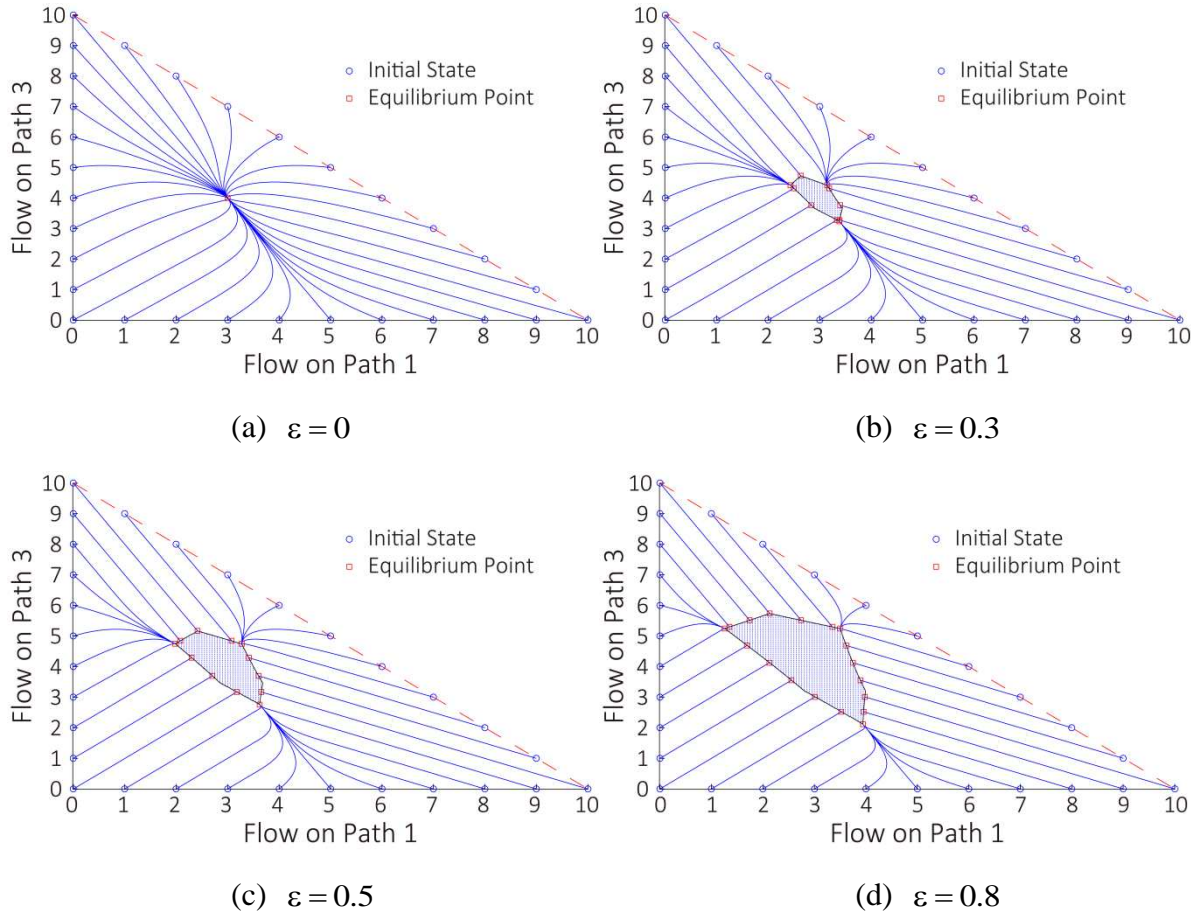 10
9
8
7
6
5
4
3
2
1
0
Flow on Path 3
Initial State
Equilibrium Point
0 1 2 3 4 5 6 7 8 9 10
Flow on Path 1
(a) ε = 0
10
9
8
7
6
5
4
3
2
1
0
Flow on Path 3
Initial State
Equilibrium Point
0 1 2 3 4 5 6 7 8 9 10
Flow on Path 1
(b) ε = 0.3
10
9
8
7
6
5
4
3
2
1
0
Flow on Path 3
Initial State
Equilibrium Point
0 1 2 3 4 5 6 7 8 9 10
Flow on Path 1
(c) ε = 0.5
10
9
8
7
6
5
4
3
2
1
0
Flow on Path 3
Initial State
Equilibrium Point
0 1 2 3 4 5 6 7 8 9 10
Flow on Path 1
(d) ε = 0.8